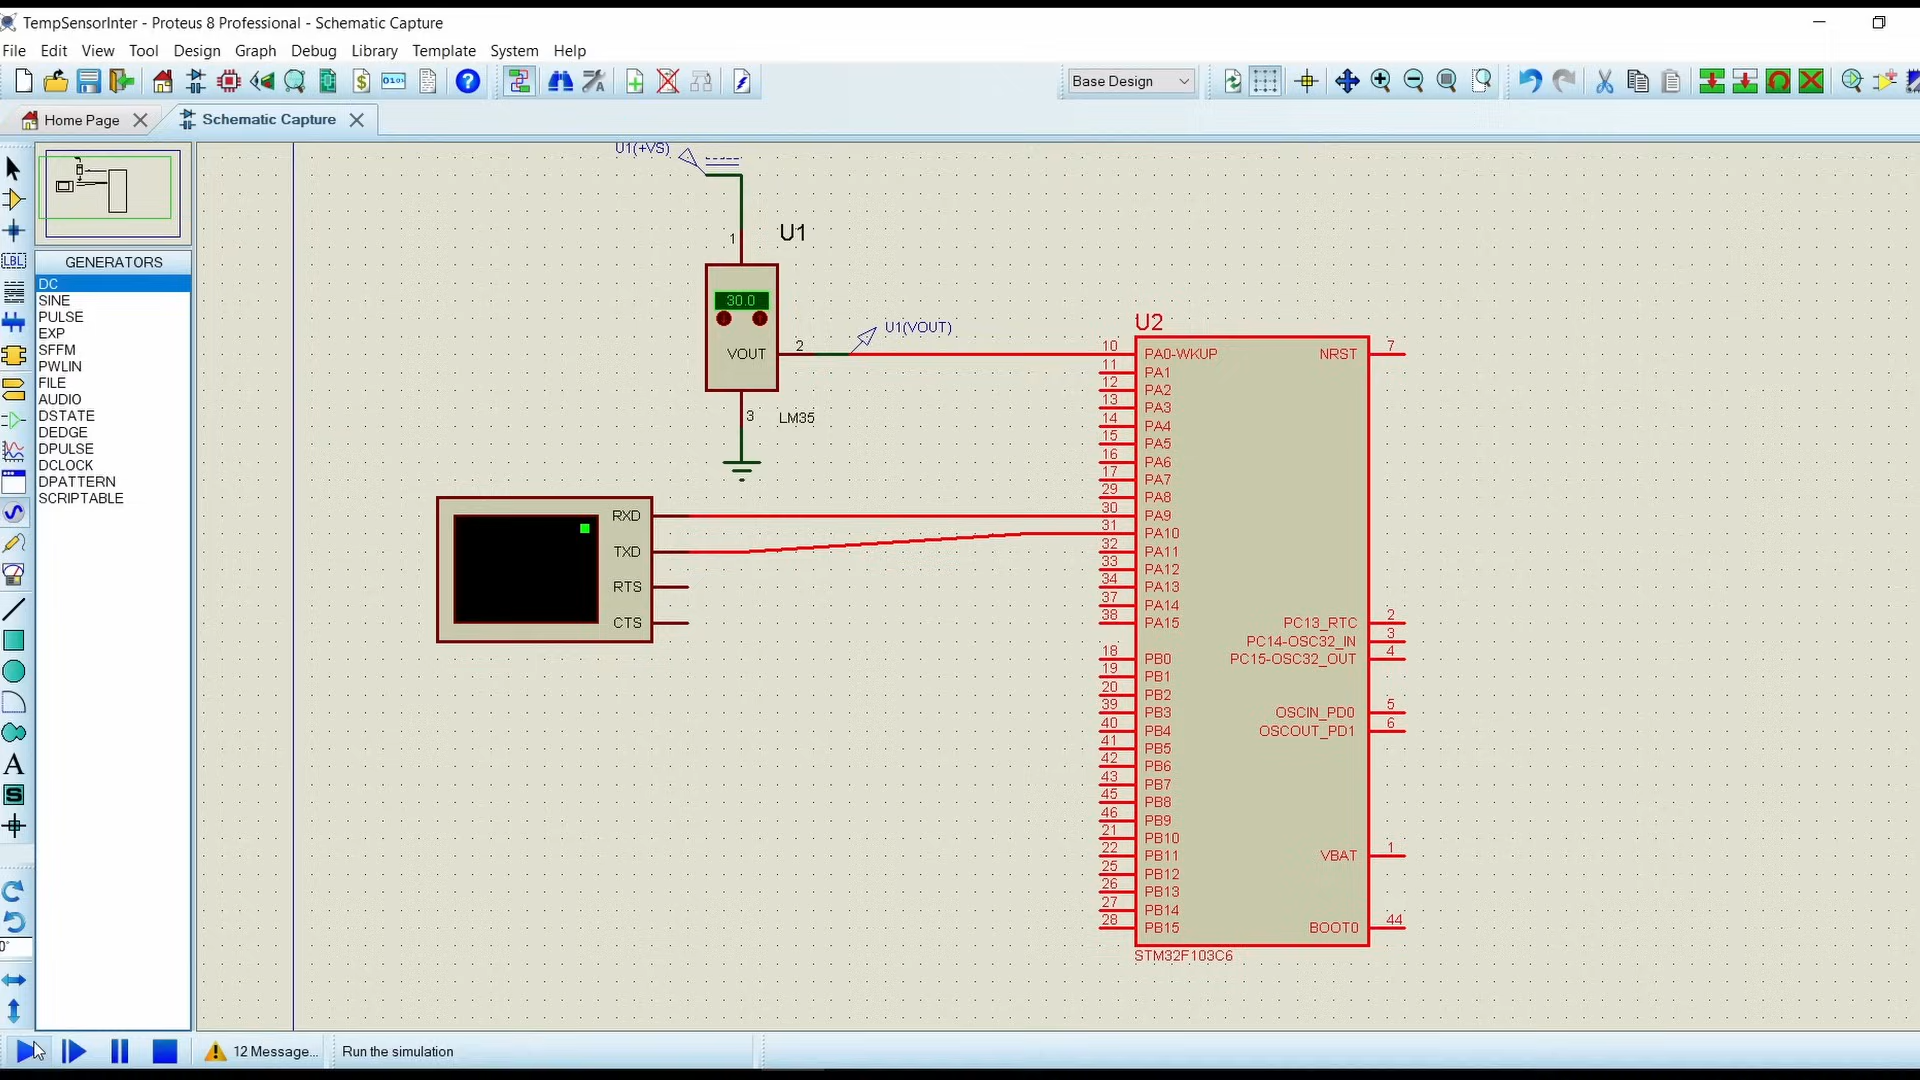 TempSensorInter - Proteus 8 Professional - Schematic Capture
File Edit View Tool Design Graph Debug Library Template System Help
Base Design
Home Page
Schematic Capture
GENERATORS
DC
SINE
PULSE
EXP
SFFM
PWLIN
FILE
AUDIO
DSTATE
DEDGE
DPULSE
DCLOCK
DPATTERN
SCRIPTABLE
LBL
A
S
U1(+VS)
1
U1
30.0
VOUT
2
U1(VOUT)
3
LM35
RXD
TXD
RTS
CTS
U2
10 PA0-WKUP NRST 7
11 PA1
12 PA2
13 PA3
14 PA4
15 PA5
16 PA6
17 PA7
29 PA8
30 PA9
31 PA10
32 PA11
33 PA12
34 PA13
37 PA14
38 PA15 PC13_RTC 2
PC14-OSC32_IN 3
18 PB0 PC15-OSC32_OUT 4
19 PB1
20 PB2
39 PB3 OSCIN_PD0 5
40 PB4 OSCOUT_PD1 6
41 PB5
42 PB6
43 PB7
45 PB8
46 PB9
21 PB10
22 PB11 VBAT 1
25 PB12
26 PB13
27 PB14
28 PB15 BOOT0 44
STM32F103C6
0°
12 Message...
Run the simulation